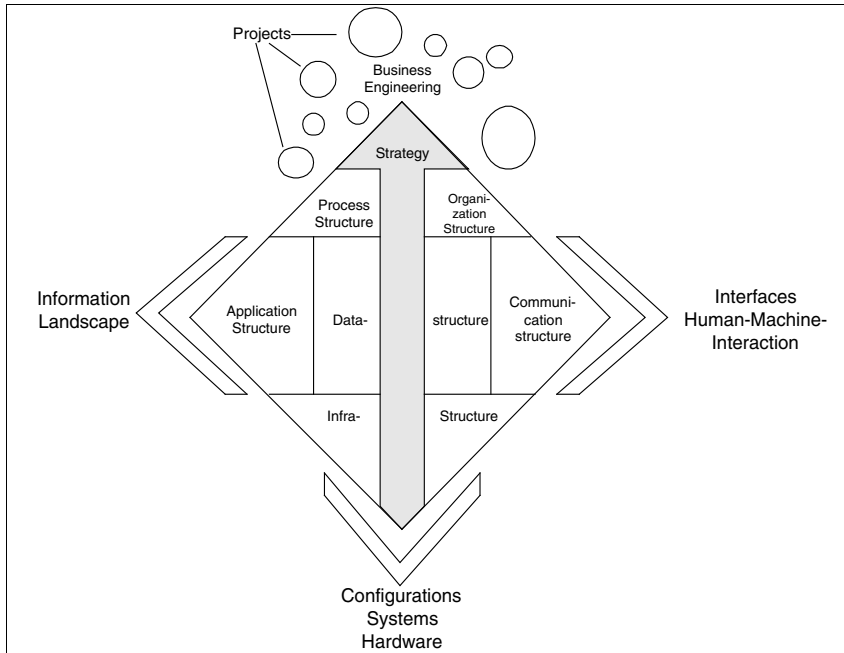 Projects
Business
Engineering
Strategy
Process
Structure
Organi-
zation
Structure
Information
Landscape
Application
Structure
Data-
structure
Communi-
cation
structure
Interfaces
Human-Machine-
Interaction
Infra-
Structure
Configurations
Systems
Hardware